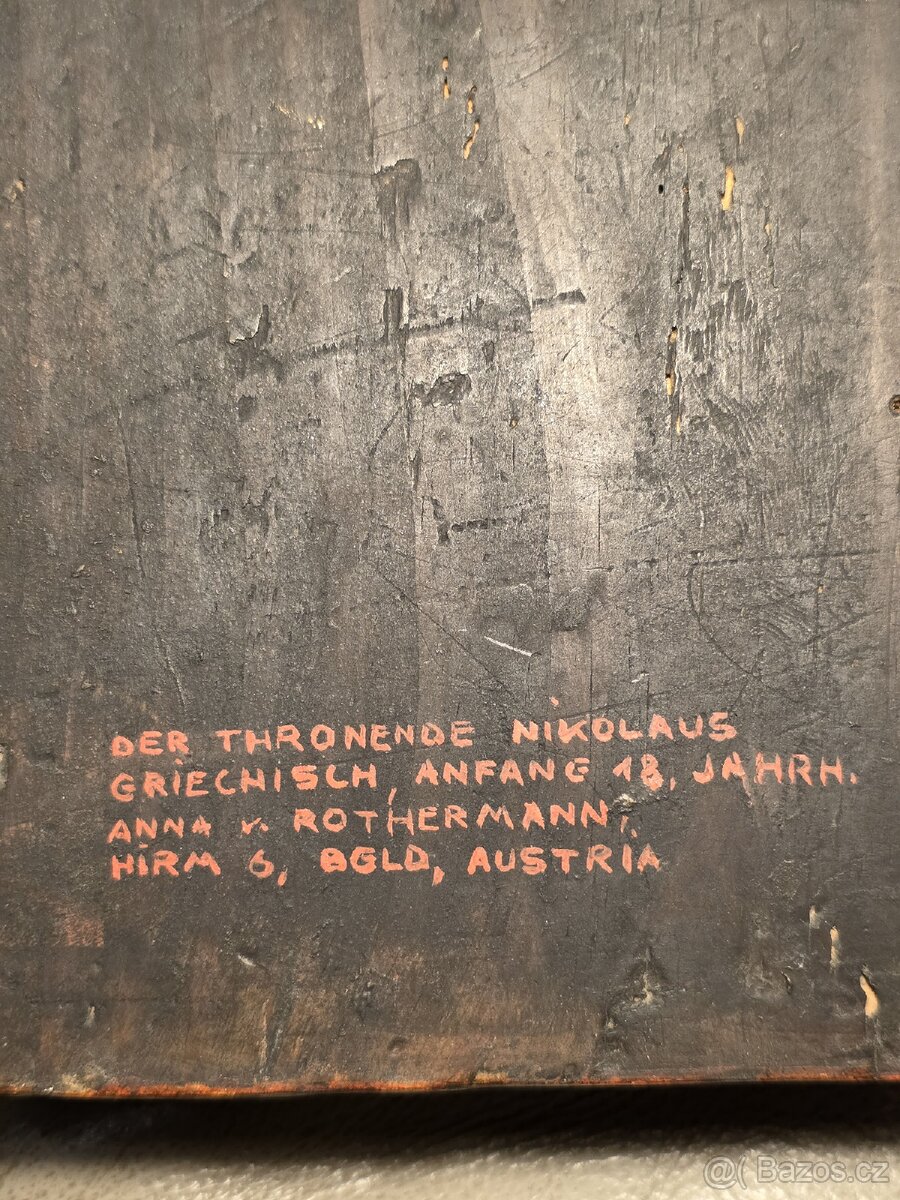 DER THRONENDE NIKOLAUS
GRIECHISCH, ANFANG 18. JAHRH.
ANNA v. ROTHERMANN,
HIRM 6, BGLD, AUSTRIA
@( Bazos.cz